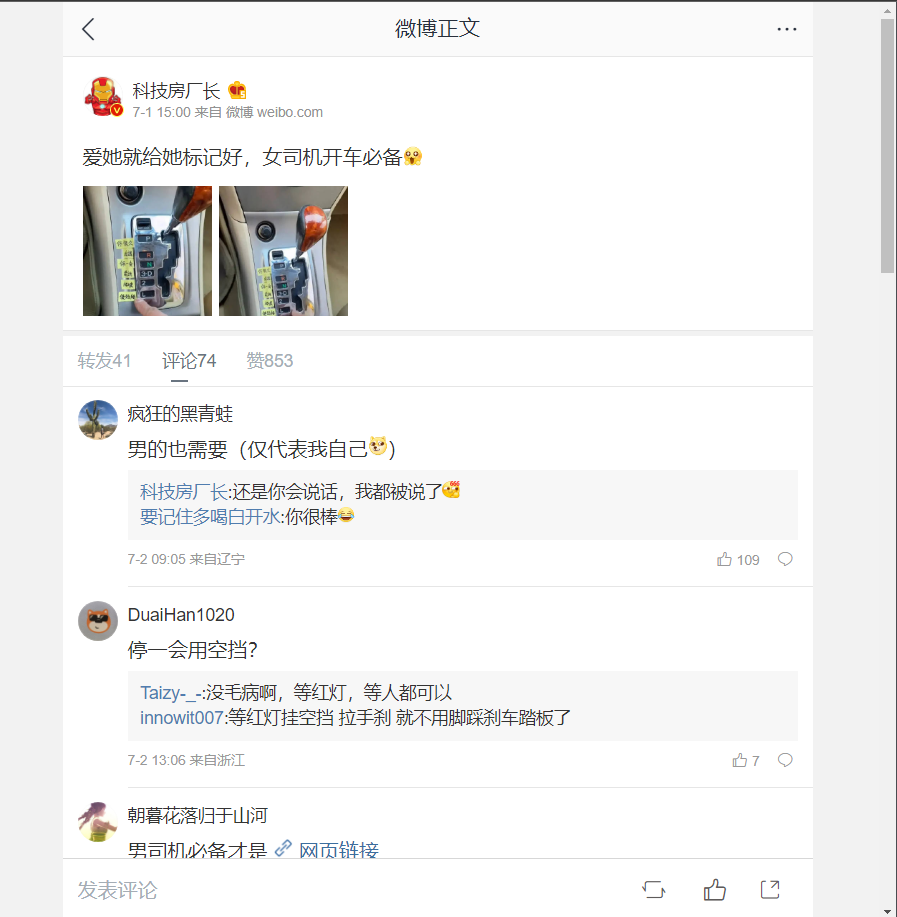 微博正文
科技房厂长
7-1 15:00 来自 微博 weibo.com
爱她就给她标记好，女司机开车必备
P
R
N
转发41 评论74 赞853
疯狂的黑青蛙
男的也需要（仅代表我自己）
科技房厂长:还是你会说话，我都被说了
要记住多喝白开水:你很棒
7-2 09:05 来自辽宁 109
DuaiHan1020
停一会用空挡？
Taizy-_-:没毛病啊，等红灯，等人都可以
innowit007:等红灯挂空挡 拉手刹 就不用脚踩刹车踏板了
7-2 13:06 来自浙江 7
朝暮花落归于山河
男司机必备才是 网页链接
发表评论